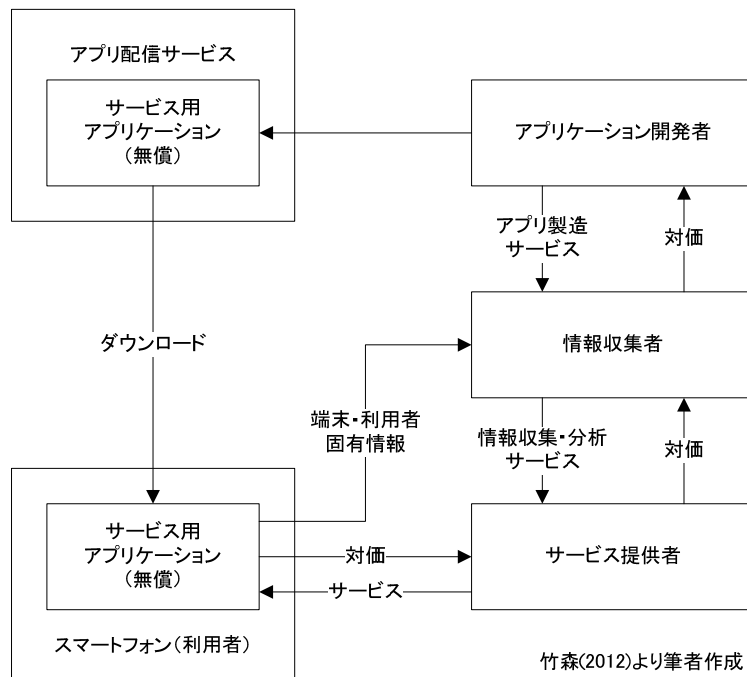 アプリ配信サービス
サービス用
アプリケーション
(無償)
アプリケーション開発者
アプリ製造
サービス
対価
ダウンロード
情報収集者
端末・利用者
固有情報
情報収集・分析
サービス
対価
サービス用
アプリケーション
(無償)
対価
サービス
サービス提供者
スマートフォン(利用者)
竹森(2012)より筆者作成